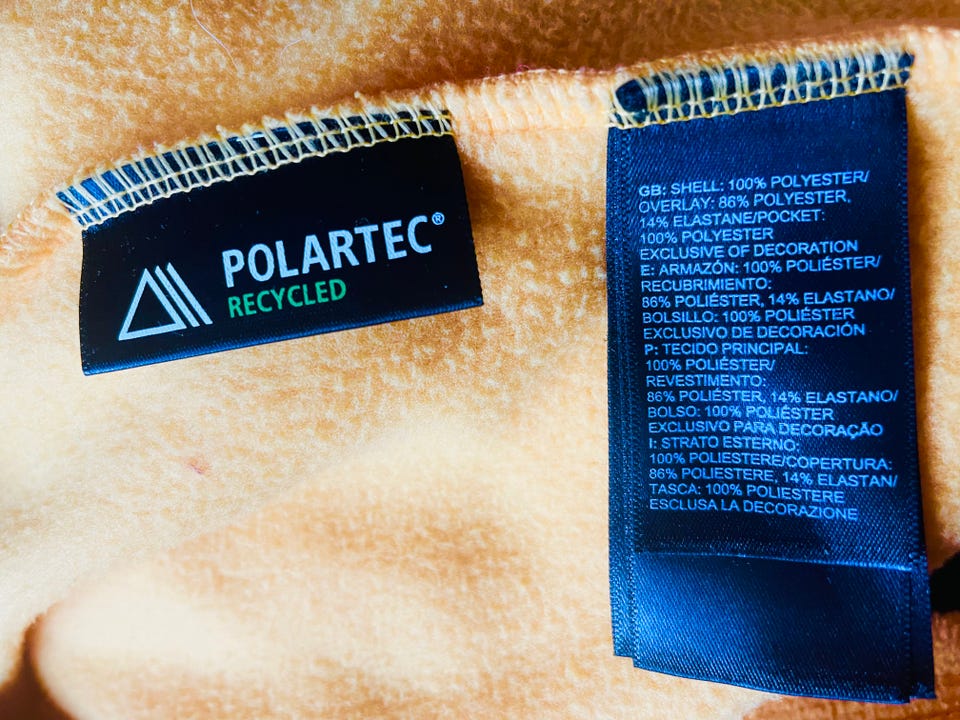 POLARTEC®
RECYCLED
GB: SHELL: 100% POLYESTER/
OVERLAY: 86% POLYESTER,
14% ELASTANE/POCKET:
100% POLYESTER
EXCLUSIVE OF DECORATION
E: ARMAZÓN: 100% POLIÉSTER/
RECUBRIMIENTO:
86% POLIÉSTER, 14% ELASTANO/
BOLSILLO: 100% POLIÉSTER
EXCLUSIVO DE DECORACIÓN
P: TECIDO PRINCIPAL:
100% POLIÉSTER/
REVESTIMENTO:
86% POLIÉSTER, 14% ELASTANO/
BOLSO: 100% POLIÉSTER
EXCLUSIVO PARA DECORAÇÃO
I: STRATO ESTERNO:
100% POLIESTERE/COPERTURA:
86% POLIESTERE, 14% ELASTAN/
TASCA: 100% POLIESTERE
ESCLUSA LA DECORAZIONE